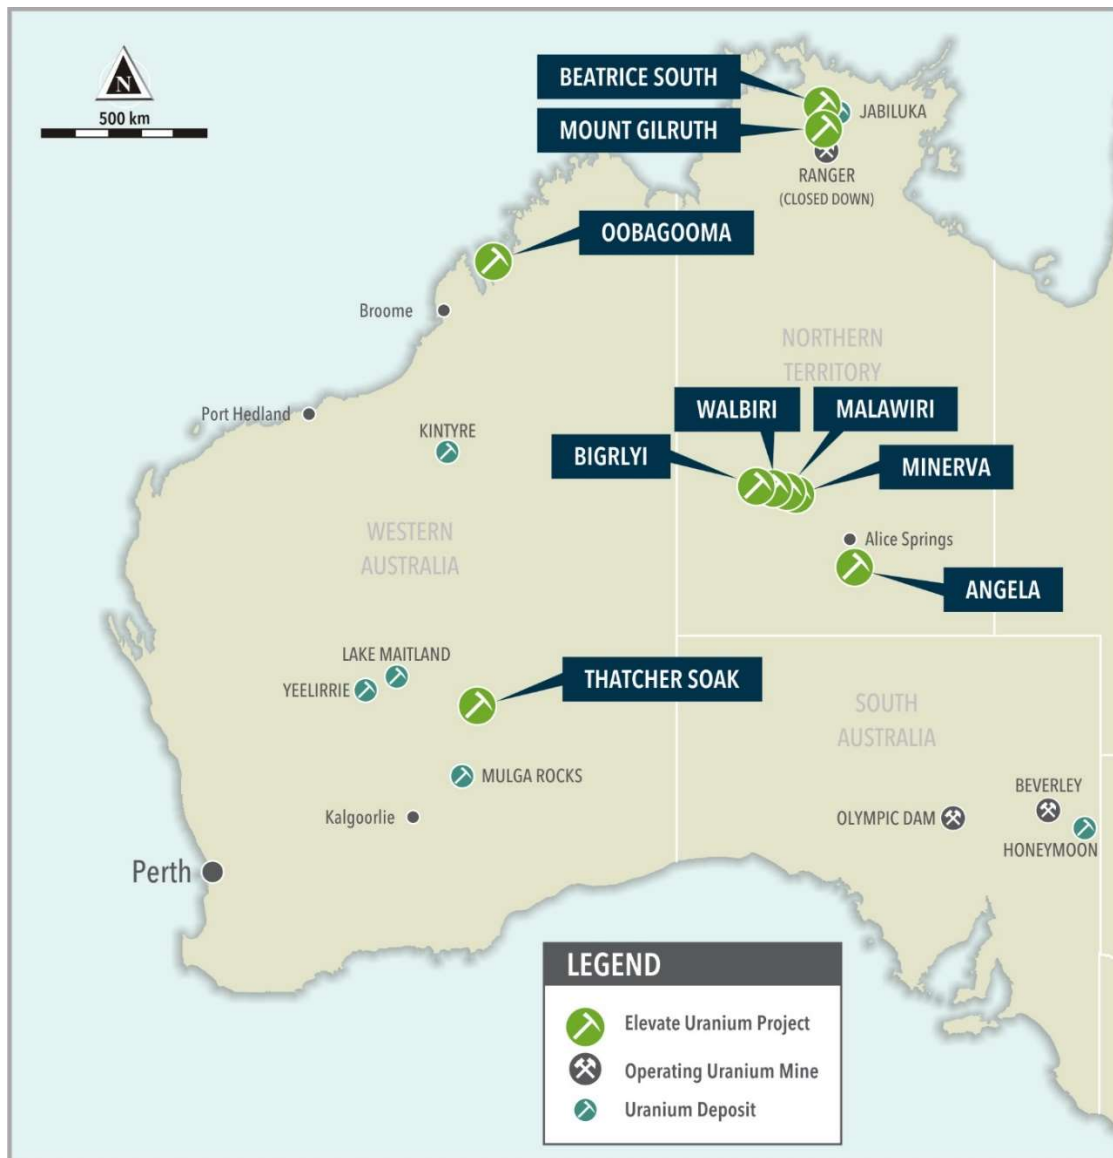 N
500 km
BEATRICE SOUTH
MOUNT GILRUTH
JABILUKA
RANGER
(CLOSED DOWN)
OOBAGOOMA
Broome
NORTHERN
TERRITORY
Port Hedland
KINTYRE
WALBIRI
MALAWIRI
BIGRLYI
MINERVA
WESTERN
AUSTRALIA
Alice Springs
ANGELA
LAKE MAITLAND
YEELIRRIE
THATCHER SOAK
SOUTH
AUSTRALIA
MULGA ROCKS
Kalgoorlie
OLYMPIC DAM
BEVERLEY
HONEYMOON
Perth
LEGEND
Elevate Uranium Project
Operating Uranium Mine
Uranium Deposit